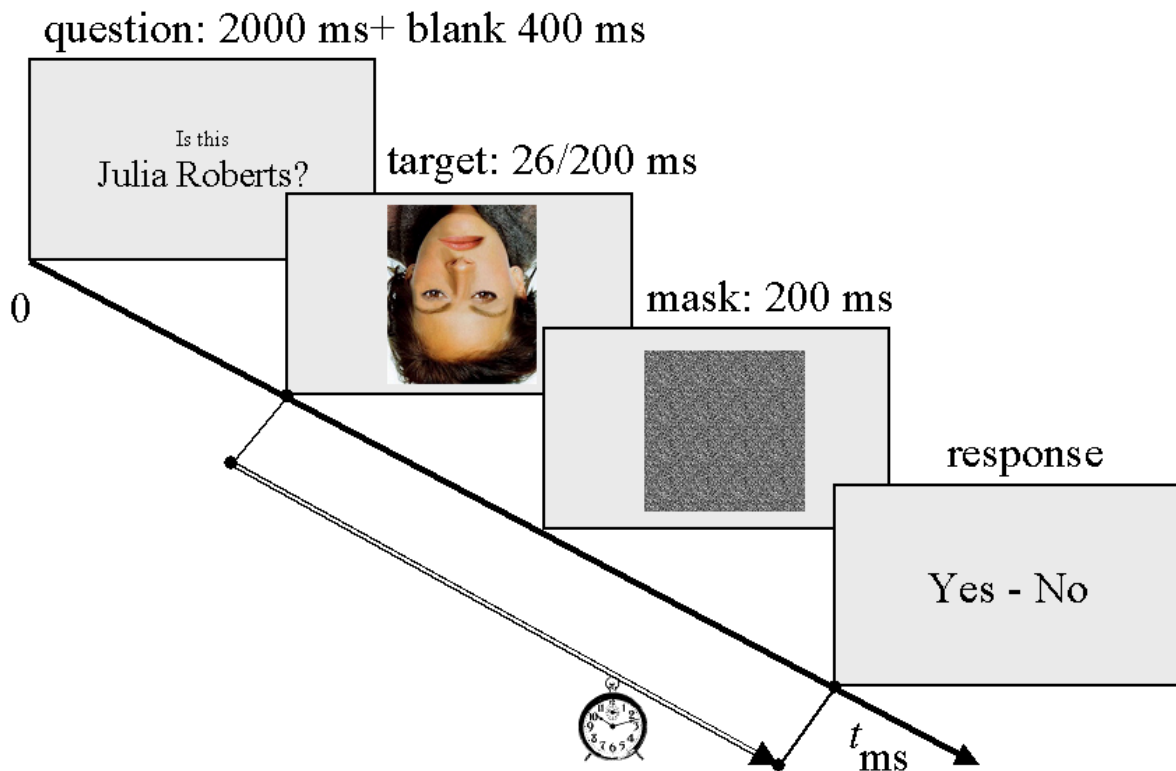 question: 2000 ms+ blank 400 ms
Is this
Julia Roberts?
target: 26/200 ms
mask: 200 ms
0
response
Yes - No
t ms